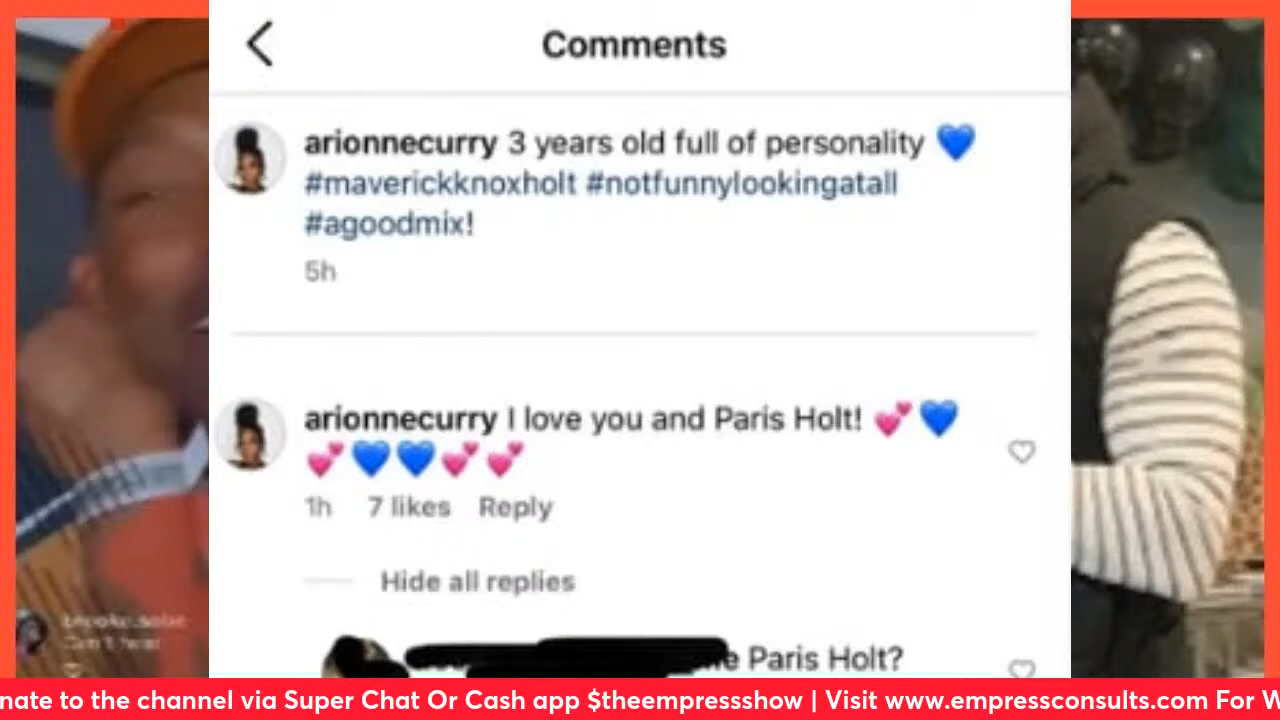 Comments
arionnecurry 3 years old full of personality 💙
#maverickknoxholt #notfunnylookingatall
#agoodmix!
5h
arionnecurry I love you and Paris Holt! 💕💙
💕💙💙💕💕
1h 7 likes Reply
Hide all replies
Paris Holt?
nate to the channel via Super Chat Or Cash app $theempressshow | Visit www.empressconsults.com For W